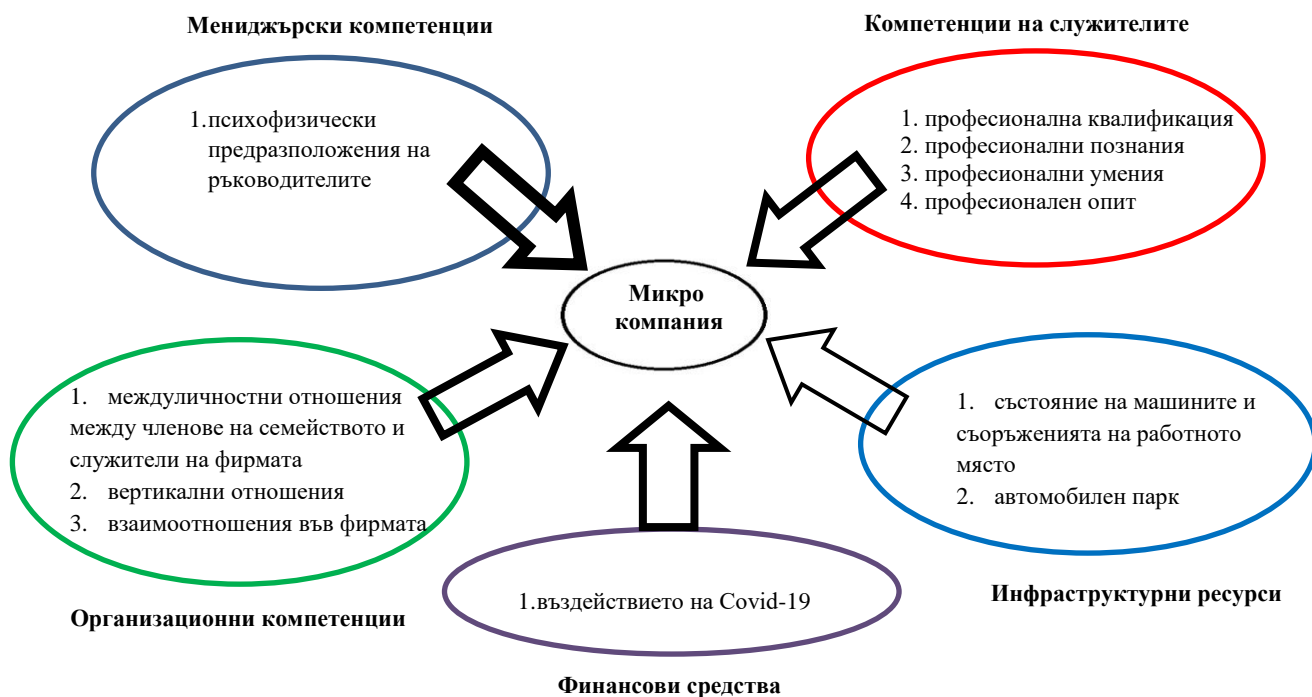 Мениджърски компетенции
1.психофизически
предразположения на
ръководителите
Компетенции на служителите
1. професионална квалификация
2. професионални познания
3. професионални умения
4. професионален опит
Микро
компания
1. междуличностни отношения
между членове на семейството и
служители на фирмата
2. вертикални отношения
3. взаимоотношения във фирмата
Организационни компетенции
1. състояние на машините и
съоръженията на работното
място
2. автомобилен парк
Инфраструктурни ресурси
1.въздействието на Covid-19
Финансови средства